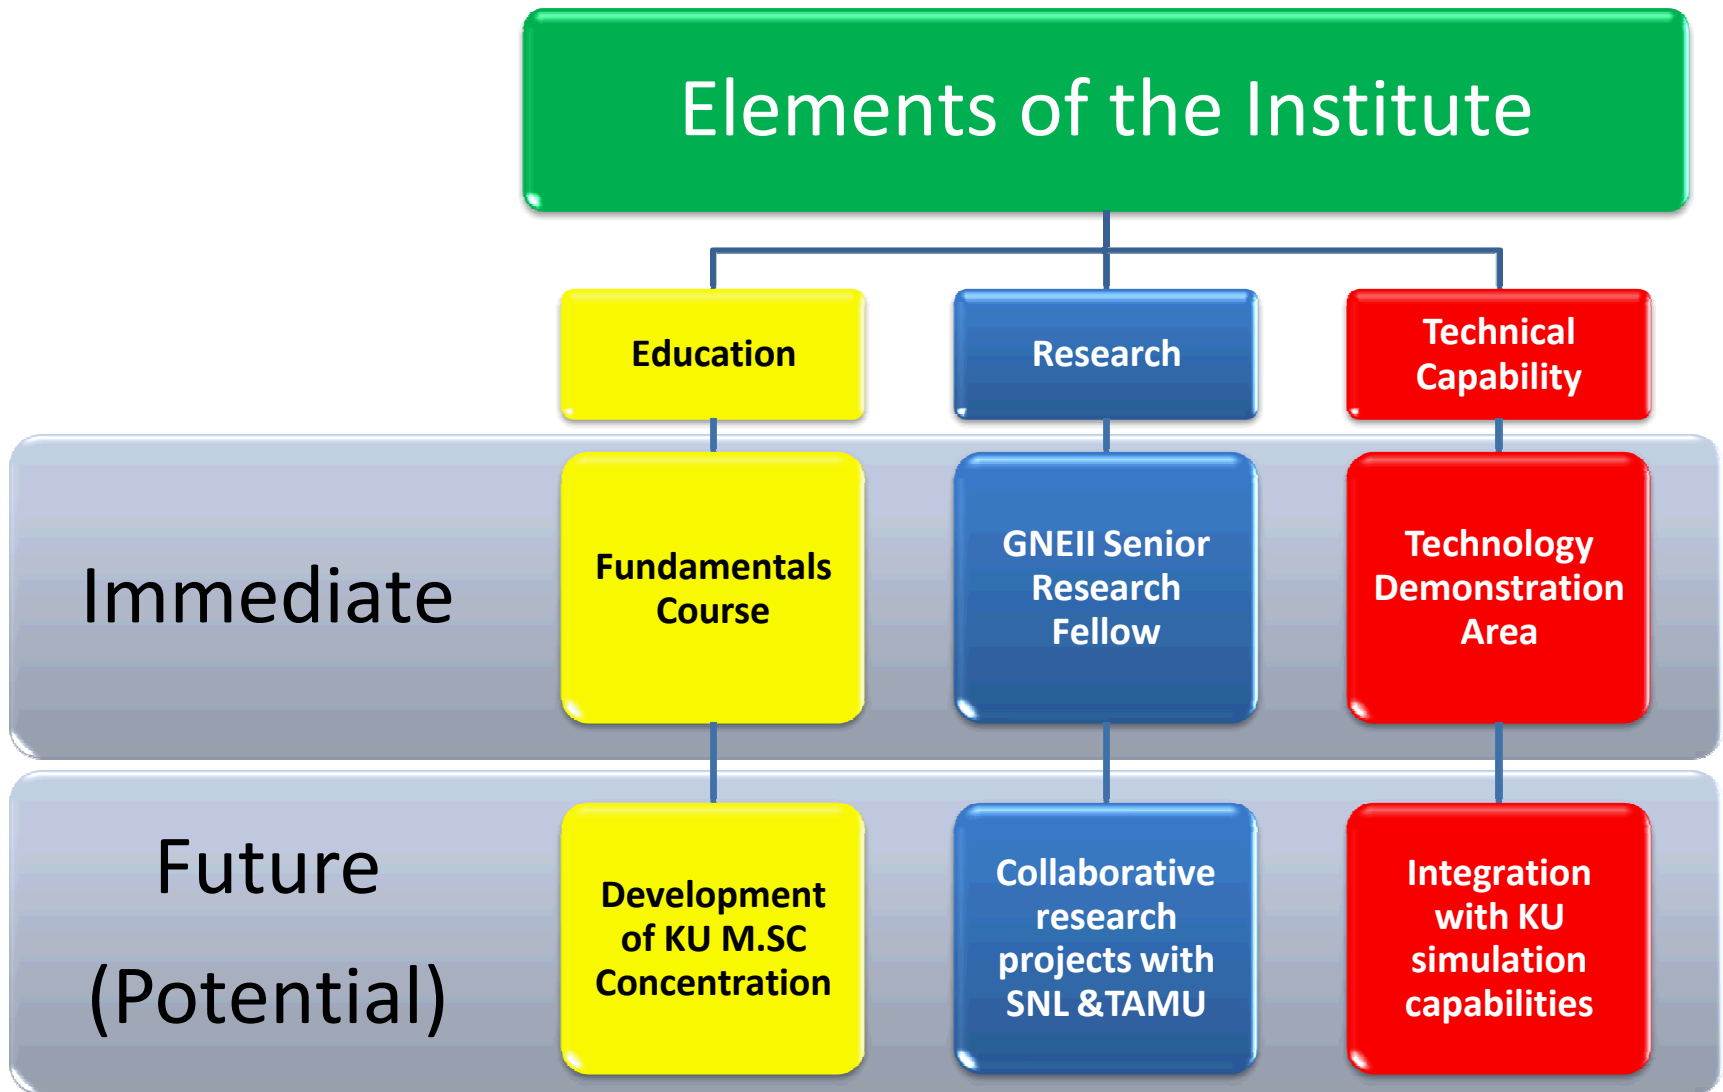 Elements of the Institute
Education
Research
Technical
Capability
Immediate
Fundamentals
Course
GNEII Senior
Research
Fellow
Technology
Demonstration
Area
Future
(Potential)
Development
of KU M.SC
Concentration
Collaborative
research
projects with
SNL &TAMU
Integration
with KU
simulation
capabilities